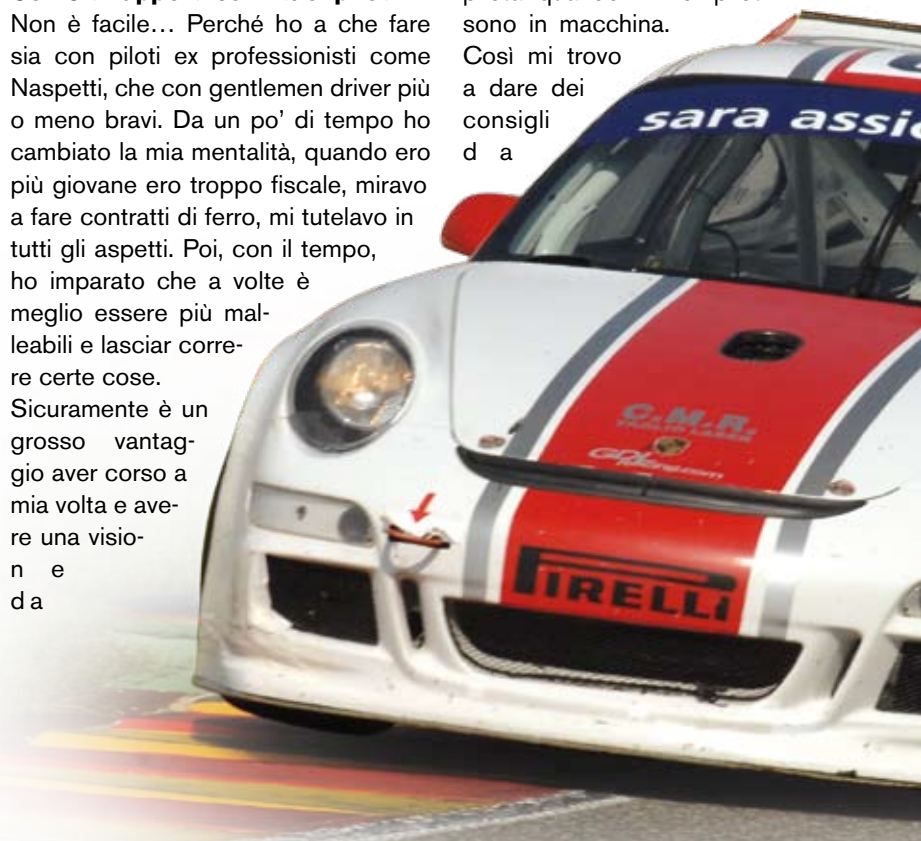 Non è facile… Perché ho a che fare
sia con piloti ex professionisti come
Naspetti, che con gentlemen driver più
o meno bravi. Da un po' di tempo ho
cambiato la mia mentalità, quando ero
più giovane ero troppo fiscale, miravo
a fare contratti di ferro, mi tutelavo in
tutti gli aspetti. Poi, con il tempo,
ho imparato che a volte è
meglio essere più mal-
leabili e lasciar corre-
re certe cose.
Sicuramente è un
grosso vantag-
gio aver corso a
mia volta e ave-
re una visio-
n e
d a
sono in macchina.
Così mi trovo
a dare dei
consigli
d a
sara assic
C.M.R.
GDL
Racing.com
PIRELLI